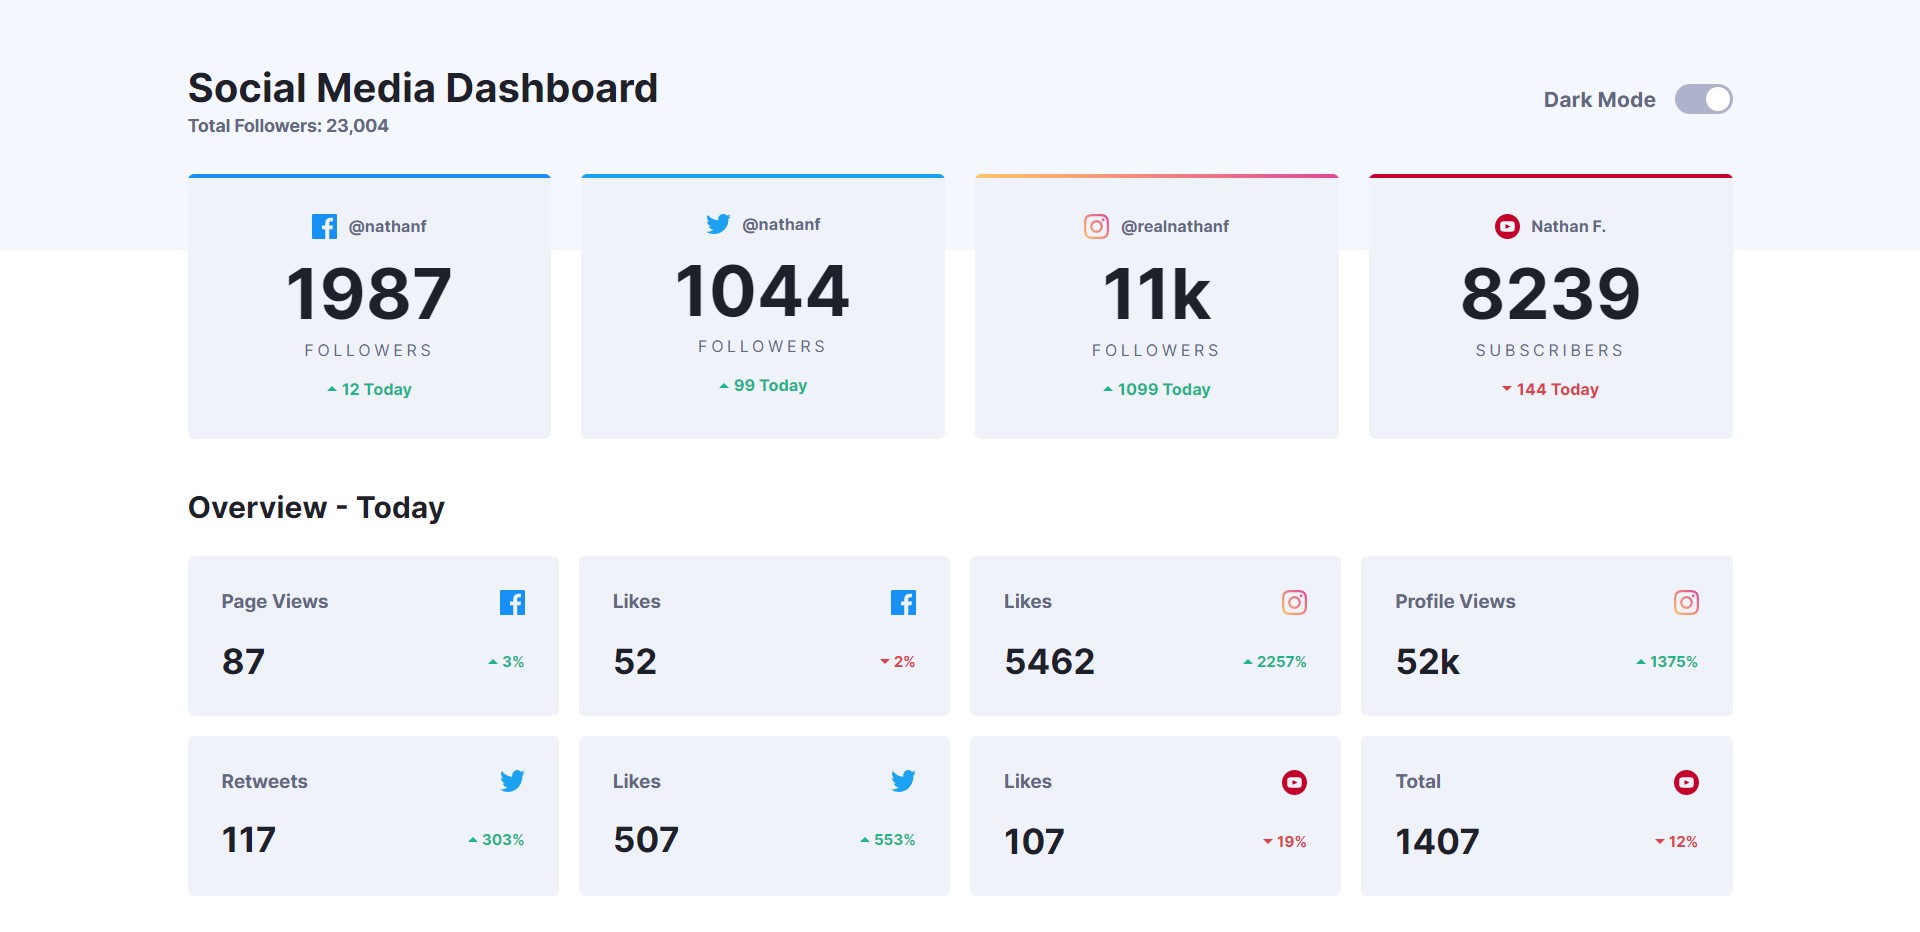 Social Media Dashboard
Total Followers: 23,004
Dark Mode
@nathanf
1987
FOLLOWERS
12 Today
@nathanf
1044
FOLLOWERS
99 Today
@realnathanf
11k
FOLLOWERS
1099 Today
Nathan F.
8239
SUBSCRIBERS
144 Today
Overview - Today
Page Views
87
3%
Likes
52
2%
Likes
5462
2257%
Profile Views
52k
1375%
Retweets
117
303%
Likes
507
553%
Likes
107
19%
Total
1407
12%